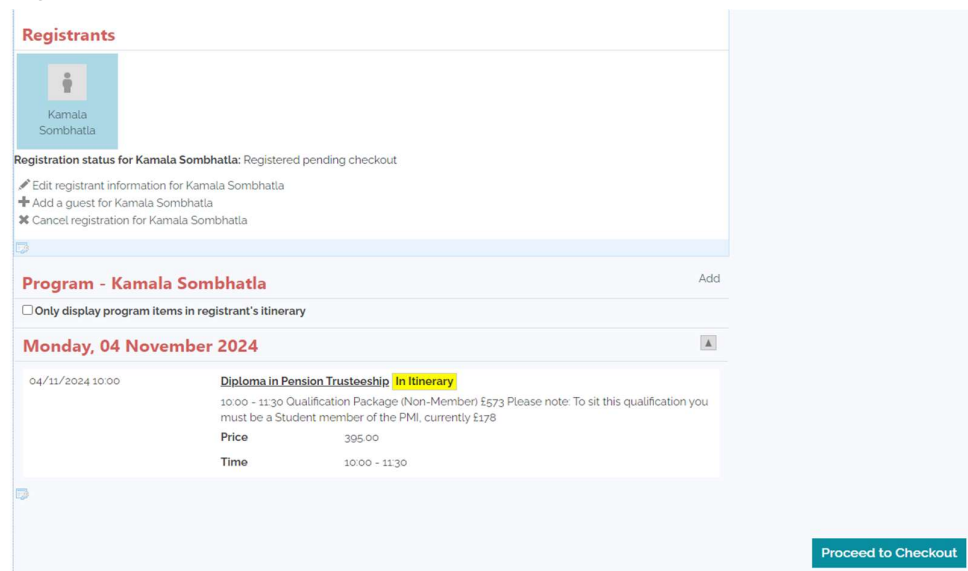 Registrants
Kamala
Sombhatla
Registration status for Kamala Sombhatla: Registered pending checkout
Edit registrant information for Kamala Sombhatla
Add a guest for Kamala Sombhatla
Cancel registration for Kamala Sombhatla
Program - Kamala Sombhatla
Add
Only display program items in registrant's itinerary
Monday, 04 November 2024
04/11/2024 10:00
Diploma in Pension Trusteeship In Itinerary
10:00 - 11:30 Qualification Package (Non-Member) £573 Please note: To sit this qualification you
must be a Student member of the PMI, currently £178
Price 395.00
Time 10:00 - 11:30
Proceed to Checkout